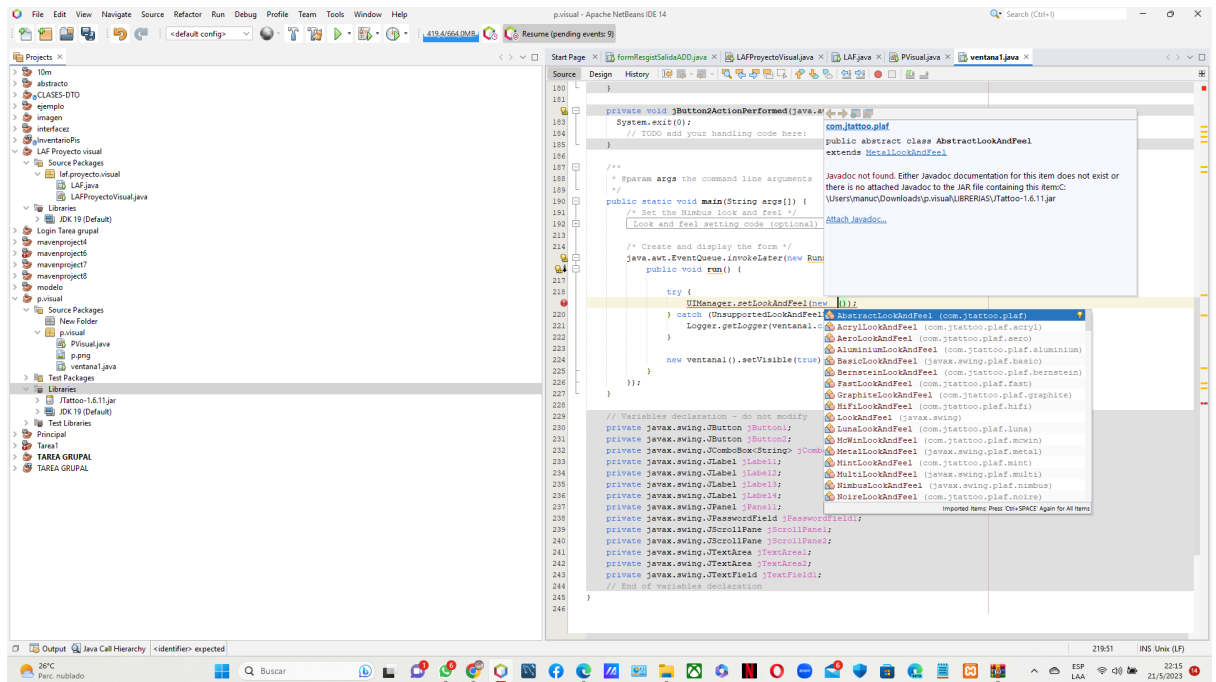 File Edit View Navigate Source Refactor Run Debug Profile Team Tools Window Help
p.visual - Apache NetBeans IDE 14
Search (Ctrl+I)
<default config>
419,4/664,0MB
Resume (pending events: 9)
Projects
Start Page
formResgistSalidaADD.java
LAFProyectoVisual.java
LAF.java
PVisual.java
ventana1.java
Source Design History
10m
abstracto
CLASES-DTO
ejemplo
imagen
interfacez
InventarioPis
LAF Proyecto visual
Source Packages
laf.proyecto.visual
LAF.java
LAFProyectoVisual.java
Libraries
JDK 19 (Default)
Login Tarea grupal
mavenproject4
mavenproject6
mavenproject7
mavenproject8
modelo
p.visual
Source Packages
New Folder
p.visual
PVisual.java
p.png
ventana1.java
Test Packages
Libraries
JTattoo-1.6.11.jar
JDK 19 (Default)
Test Libraries
Principal
Tarea1
TAREA GRUPAL
TAREA GRUPAL
180 }
181
private void jButton2ActionPerformed(java.a
183 System.exit(0);
184 // TODO add your handling code here:
185 }
186
187 /**
188 * @param args the command line arguments
189 */
190 public static void main(String args[]) {
191 /* Set the Nimbus look and feel */
192 Look and feel setting code (optional)
213
214 /* Create and display the form */
java.awt.EventQueue.invokeLater(new Run
public void run() {
217
218 try {
UIManager.setLookAndFeel(new ());
220 } catch (UnsupportedLookAndFeel
221 Logger.getLogger(ventana1.c
222 }
223
224 new ventana1().setVisible(true)
225 }
226 });
227 }
228
229 // Variables declaration - do not modify
230 private javax.swing.JButton jButton1;
231 private javax.swing.JButton jButton2;
232 private javax.swing.JComboBox<String> jComb
233 private javax.swing.JLabel jLabel1;
234 private javax.swing.JLabel jLabel2;
235 private javax.swing.JLabel jLabel3;
236 private javax.swing.JLabel jLabel4;
237 private javax.swing.JPanel jPanel1;
238 private javax.swing.JPasswordField jPasswordField1;
239 private javax.swing.JScrollPane jScrollPane1;
240 private javax.swing.JScrollPane jScrollPane2;
241 private javax.swing.JTextArea jTextArea1;
242 private javax.swing.JTextArea jTextArea2;
243 private javax.swing.JTextField jTextField1;
244 // End of variables declaration
245 }
246
com.jtattoo.plaf
public abstract class AbstractLookAndFeel
extends MetalLookAndFeel
Javadoc not found. Either Javadoc documentation for this item does not exist or
there is no attached Javadoc to the JAR file containing this item:C:
\Users\manuc\Downloads\p.visual\LIBRERIAS\JTattoo-1.6.11.jar
Attach Javadoc...
AbstractLookAndFeel (com.jtattoo.plaf)
AcrylLookAndFeel (com.jtattoo.plaf.acryl)
AeroLookAndFeel (com.jtattoo.plaf.aero)
AluminiumLookAndFeel (com.jtattoo.plaf.aluminium)
BasicLookAndFeel (javax.swing.plaf.basic)
BernsteinLookAndFeel (com.jtattoo.plaf.bernstein)
FastLookAndFeel (com.jtattoo.plaf.fast)
GraphiteLookAndFeel (com.jtattoo.plaf.graphite)
HiFiLookAndFeel (com.jtattoo.plaf.hifi)
LookAndFeel (javax.swing)
LunaLookAndFeel (com.jtattoo.plaf.luna)
McWinLookAndFeel (com.jtattoo.plaf.mcwin)
MetalLookAndFeel (javax.swing.plaf.metal)
MintLookAndFeel (com.jtattoo.plaf.mint)
MultiLookAndFeel (javax.swing.plaf.multi)
NimbusLookAndFeel (javax.swing.plaf.nimbus)
NoireLookAndFeel (com.jtattoo.plaf.noire)
Imported Items; Press 'Ctrl+SPACE' Again for All Items
Output Java Call Hierarchy <identifier> expected
219:51 INS Unix (LF)
26°C
Parc. nublado
Buscar
ESP
LAA
22:15
21/5/2023